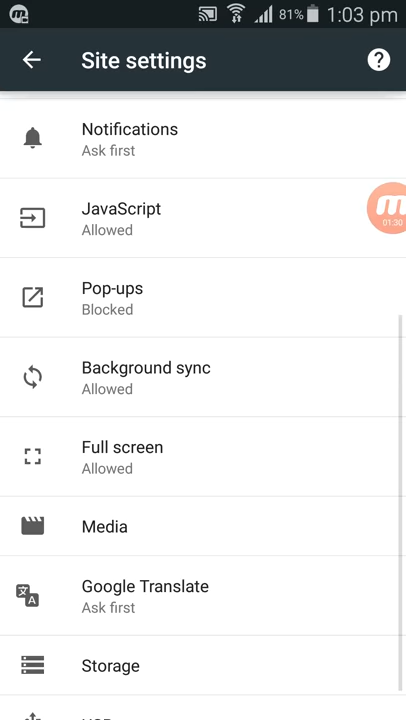 81% 1:03 pm
Site settings
Notifications
Ask first
JavaScript
Allowed
01:30
Pop-ups
Blocked
Background sync
Allowed
Full screen
Allowed
Media
Google Translate
Ask first
Storage